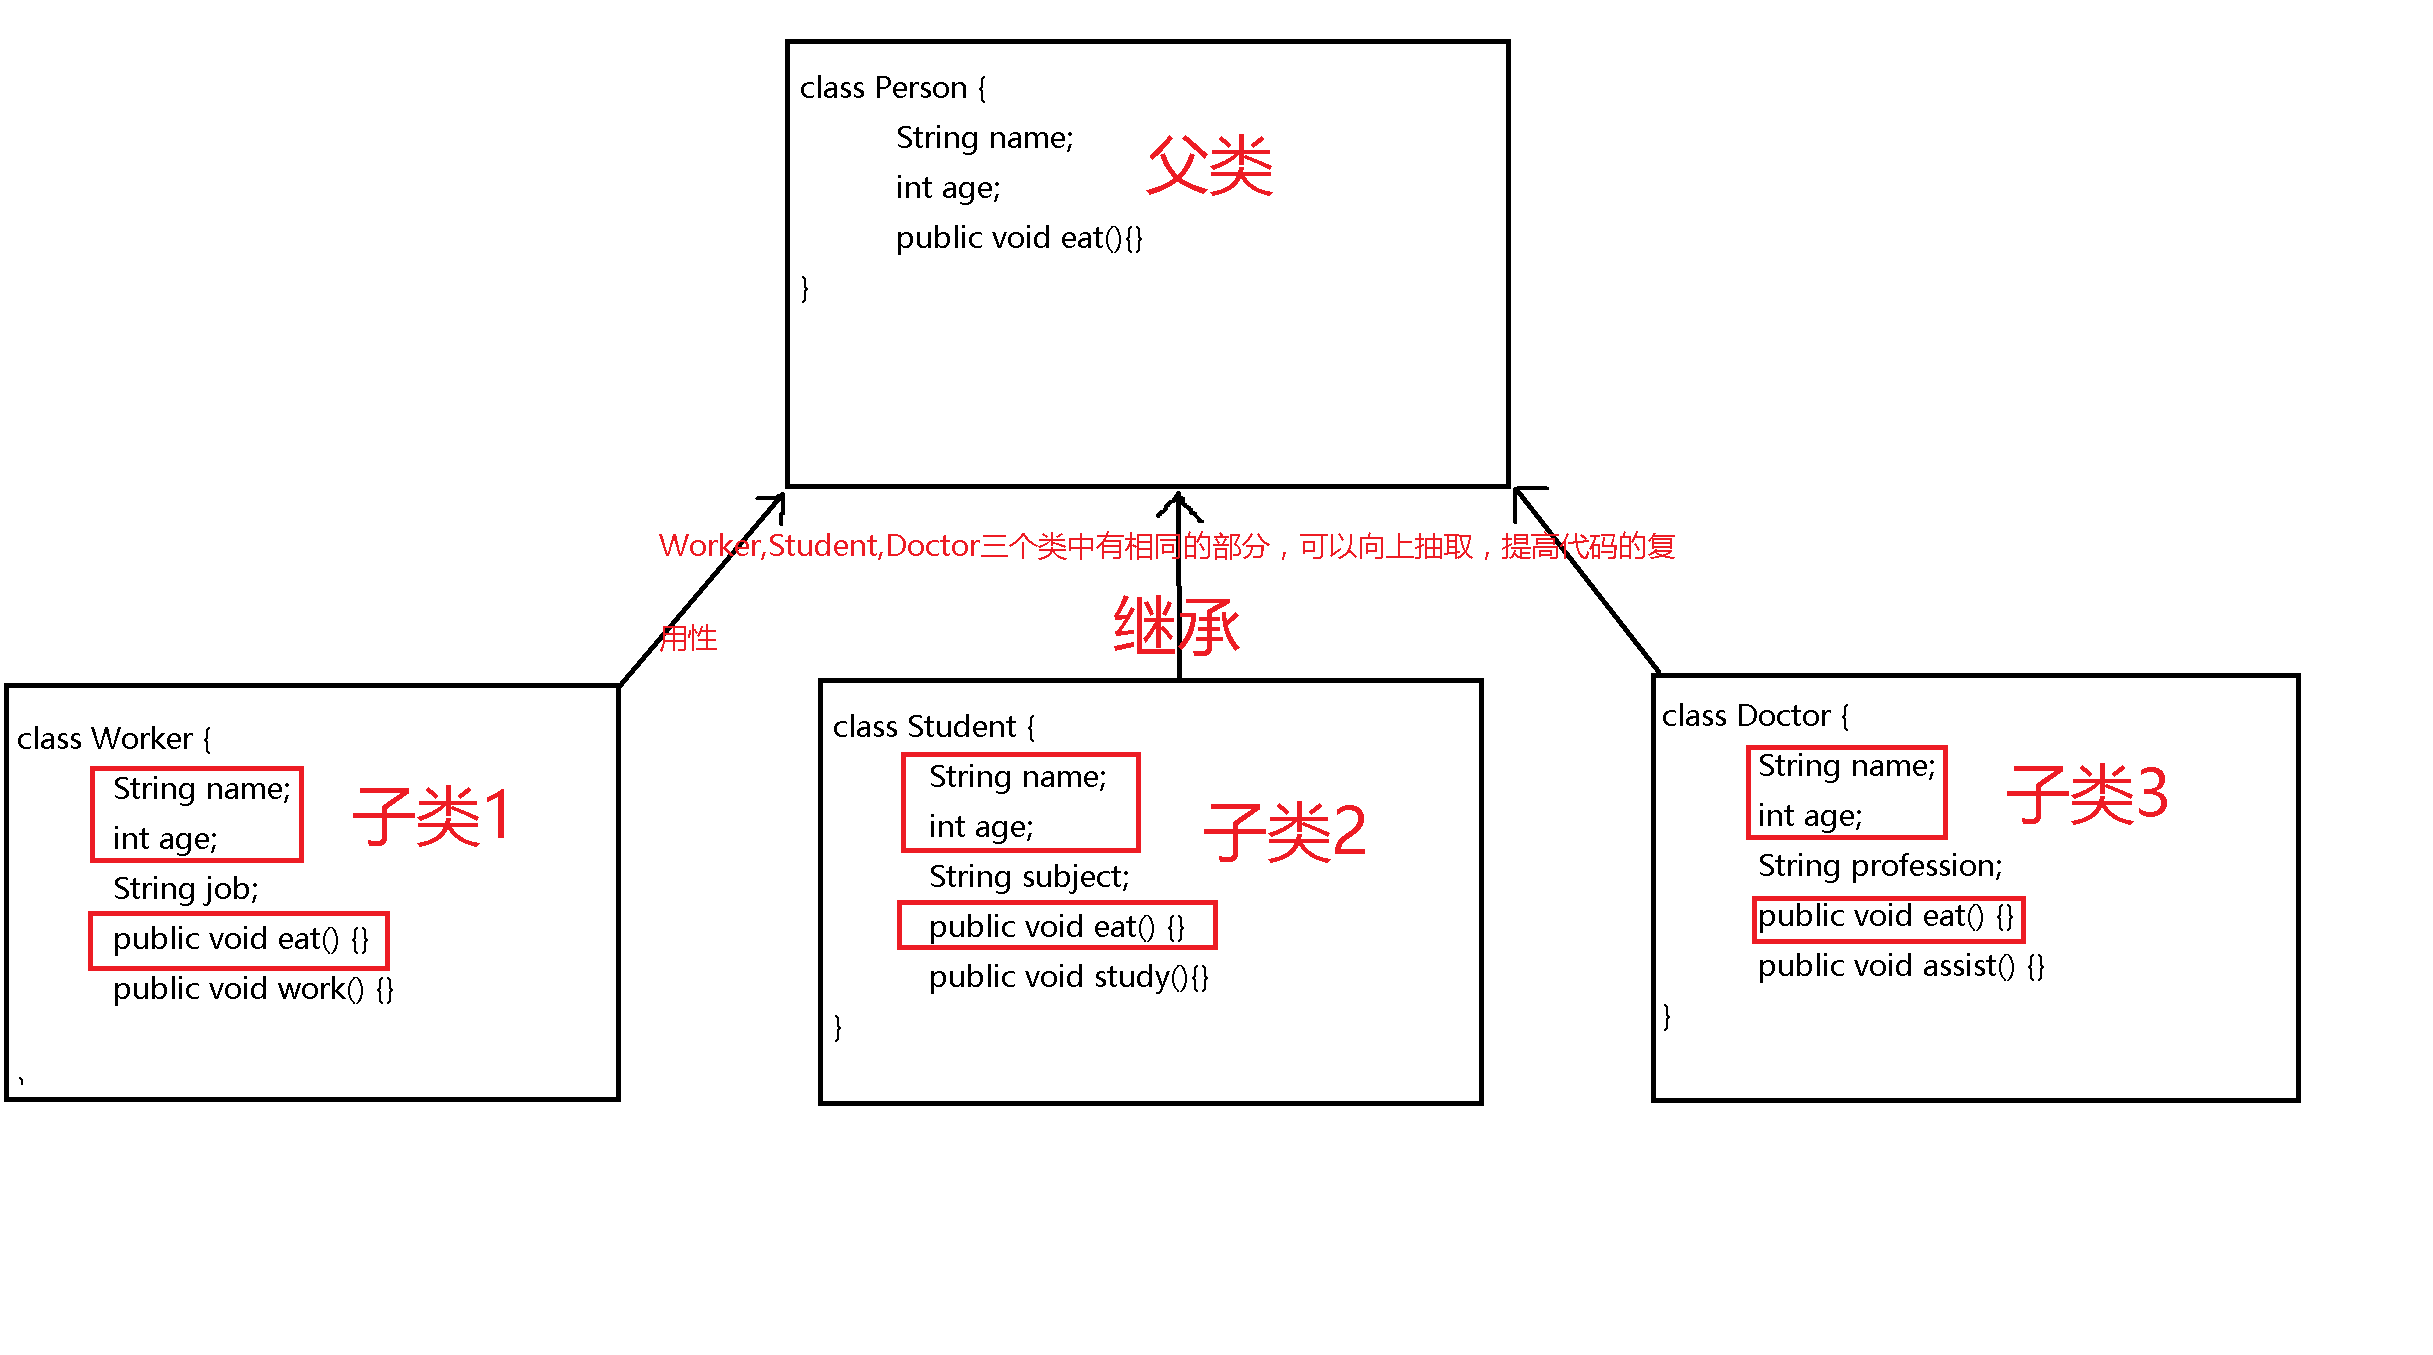 class Person {
String name;
int age;
public void eat(){}
}
父类
Worker,Student,Doctor三个类中有相同的部分，可以向上抽取，提高代码的复
用性
继承
class Worker {
String name;
int age;
String job;
public void eat() {}
public void work() {}
子类1
class Student {
String name;
int age;
String subject;
public void eat() {}
public void study(){}
}
子类2
class Doctor {
String name;
int age;
String profession;
public void eat() {}
public void assist() {}
}
子类3